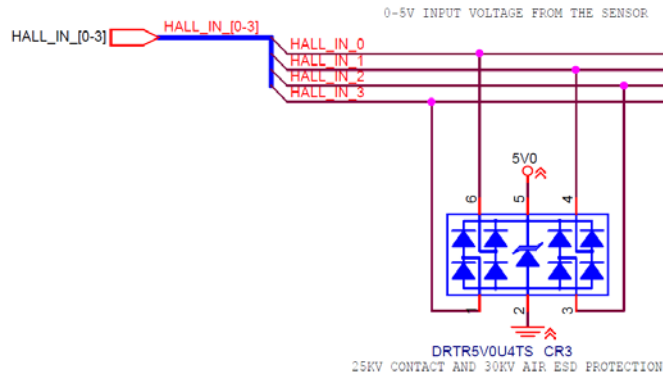 0-5V INPUT VOLTAGE FROM THE SENSOR
HALL_IN_[0-3]
HALL_IN_[0-3]
HALL_IN_0
HALL_IN_1
HALL_IN_2
HALL_IN_3
5V0
6 5 4
1 2 3
DRTR5V0U4TS CR3
25KV CONTACT AND 30KV AIR ESD PROTECTION